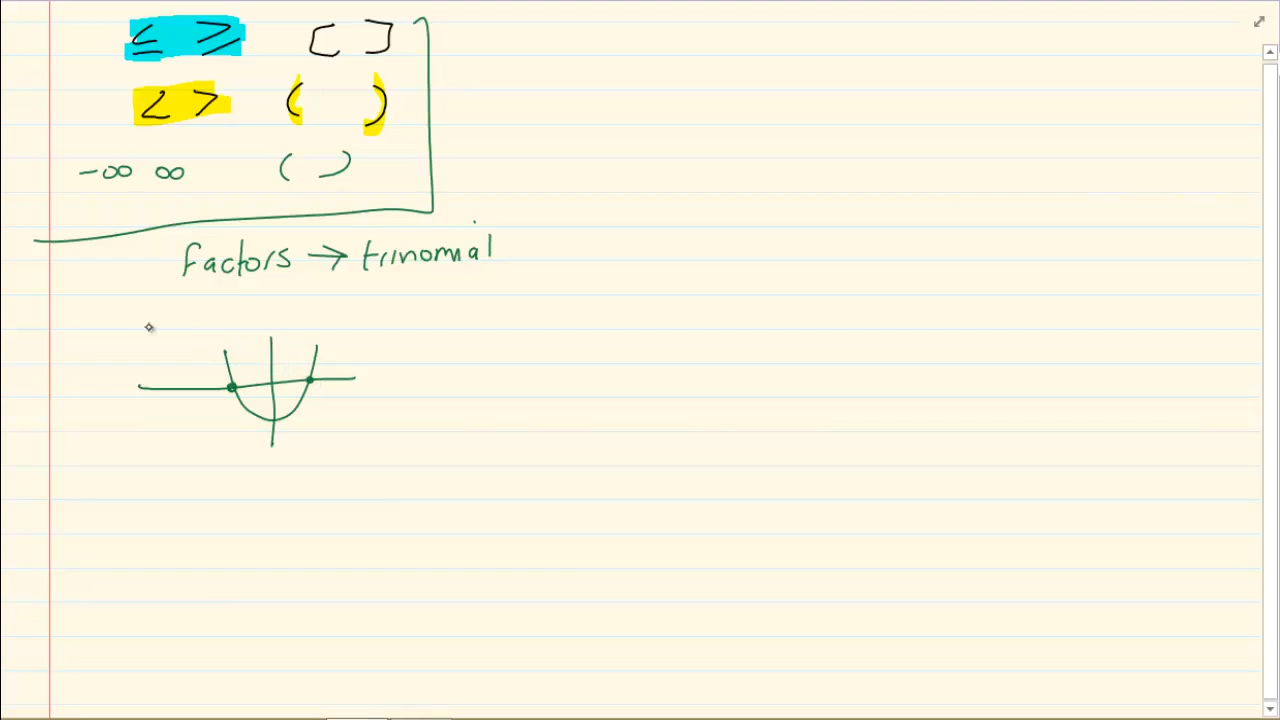 ≤ ≥ [ ]
< > ( )
-∞ ∞ ( )
factors → trinomial